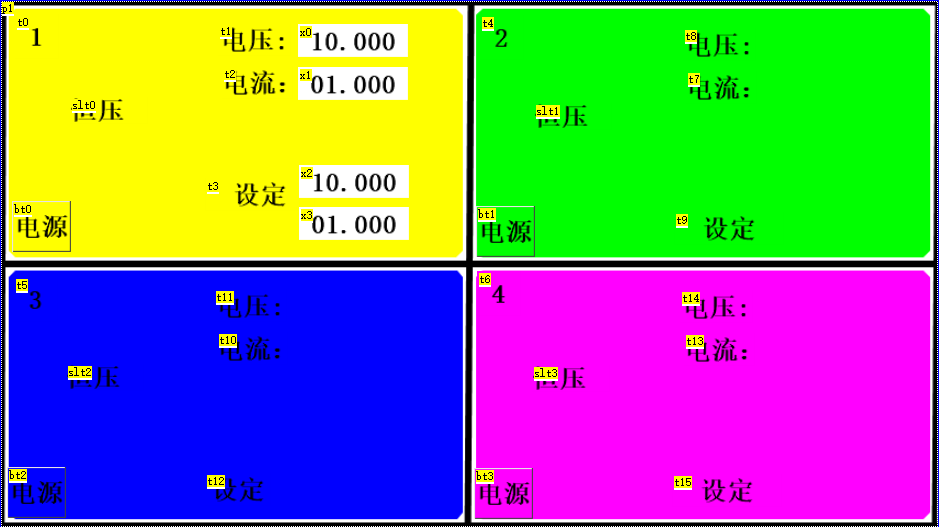 p1
t0
1
t1 电压: x0 10.000
t2 电流: x1 01.000
slt0 恒压
x2 10.000
t3 设定
x3 01.000
bt0
电源
t4
2
t8 电压:
t7 电流:
slt1 恒压
bt1
电源
t9 设定
t5
3
t11 电压:
t10 电流:
slt2 恒压
bt2
电源
t12 设定
t6
4
t14 电压:
t13 电流:
slt3 恒压
bt3
电源
t15 设定